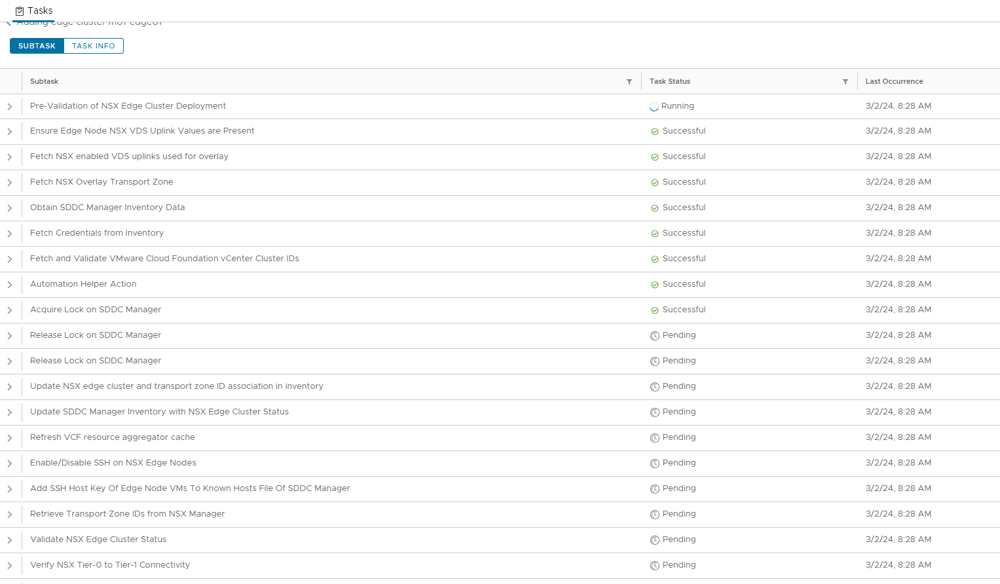 Tasks
Adding edge cluster m01-edge01
SUBTASK TASK INFO
Subtask Task Status Last Occurrence
Pre-Validation of NSX Edge Cluster Deployment Running 3/2/24, 8:28 AM
Ensure Edge Node NSX VDS Uplink Values are Present Successful 3/2/24, 8:28 AM
Fetch NSX enabled VDS uplinks used for overlay Successful 3/2/24, 8:28 AM
Fetch NSX Overlay Transport Zone Successful 3/2/24, 8:28 AM
Obtain SDDC Manager Inventory Data Successful 3/2/24, 8:28 AM
Fetch Credentials from Inventory Successful 3/2/24, 8:28 AM
Fetch and Validate VMware Cloud Foundation vCenter Cluster IDs Successful 3/2/24, 8:28 AM
Automation Helper Action Successful 3/2/24, 8:28 AM
Acquire Lock on SDDC Manager Successful 3/2/24, 8:28 AM
Release Lock on SDDC Manager Pending 3/2/24, 8:28 AM
Release Lock on SDDC Manager Pending 3/2/24, 8:28 AM
Update NSX edge cluster and transport zone ID association in inventory Pending 3/2/24, 8:28 AM
Update SDDC Manager Inventory with NSX Edge Cluster Status Pending 3/2/24, 8:28 AM
Refresh VCF resource aggregator cache Pending 3/2/24, 8:28 AM
Enable/Disable SSH on NSX Edge Nodes Pending 3/2/24, 8:28 AM
Add SSH Host Key Of Edge Node VMs To Known Hosts File Of SDDC Manager Pending 3/2/24, 8:28 AM
Retrieve Transport Zone IDs from NSX Manager Pending 3/2/24, 8:28 AM
Validate NSX Edge Cluster Status Pending 3/2/24, 8:28 AM
Verify NSX Tier-0 to Tier-1 Connectivity Pending 3/2/24, 8:28 AM